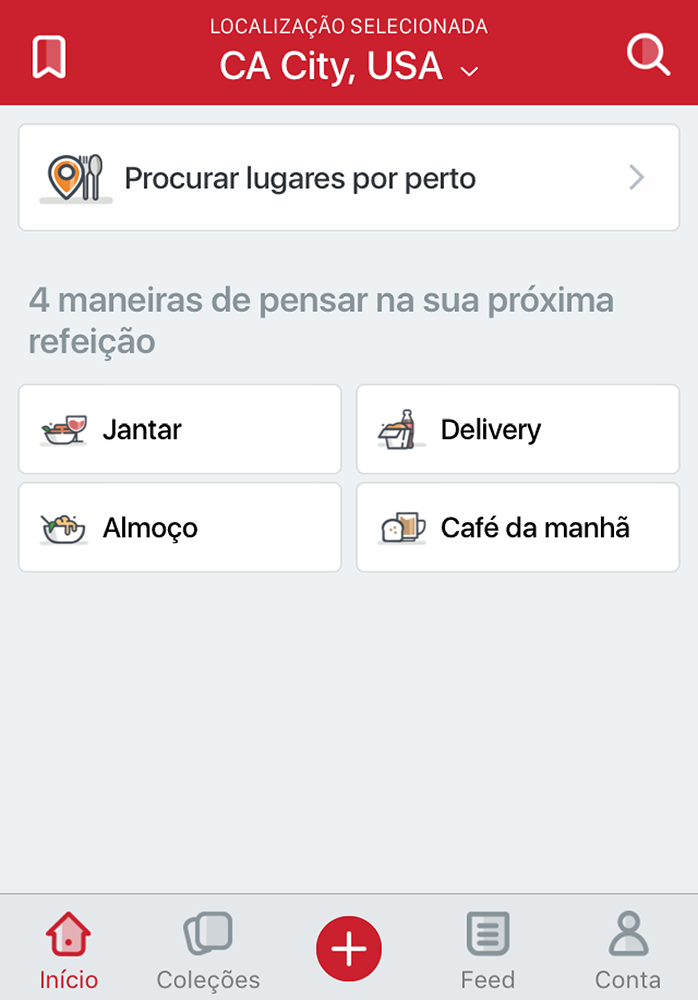 LOCALIZAÇÃO SELECIONADA
CA City, USA
Procurar lugares por perto
4 maneiras de pensar na sua próxima
refeição
Jantar
Delivery
Almoço
Café da manhã
Início
Coleções
Feed
Conta